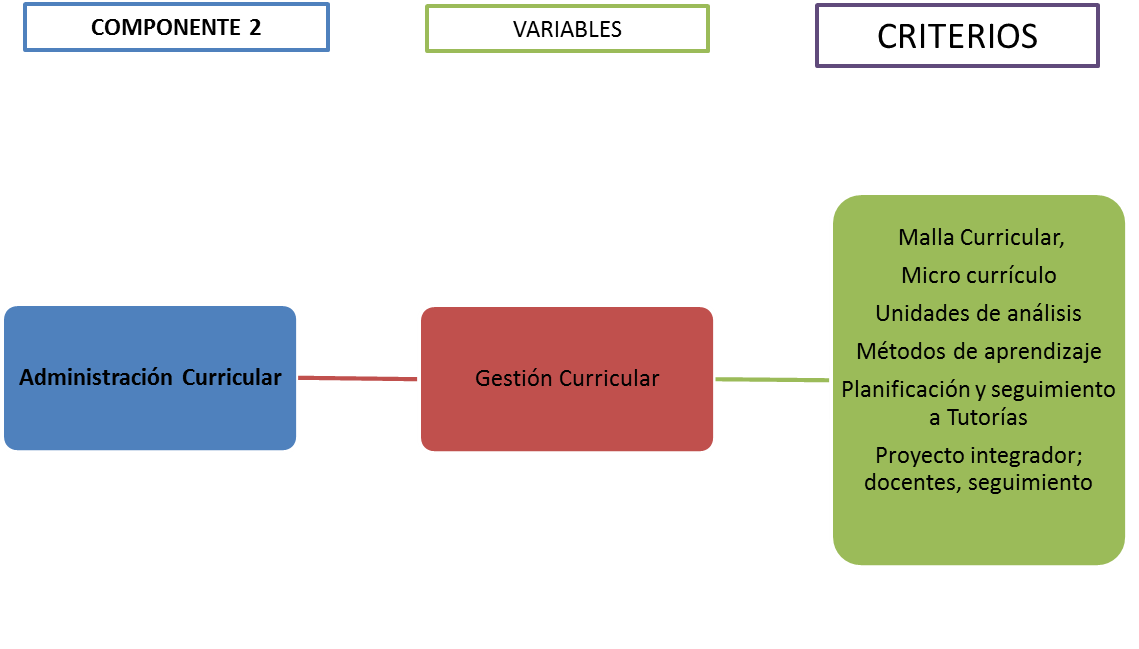 COMPONENTE 2
VARIABLES
CRITERIOS
Administración Curricular
Gestión Curricular
Malla Curricular,
Micro currículo
Unidades de análisis
Métodos de aprendizaje
Planificación y seguimiento
a Tutorías
Proyecto integrador;
docentes, seguimiento